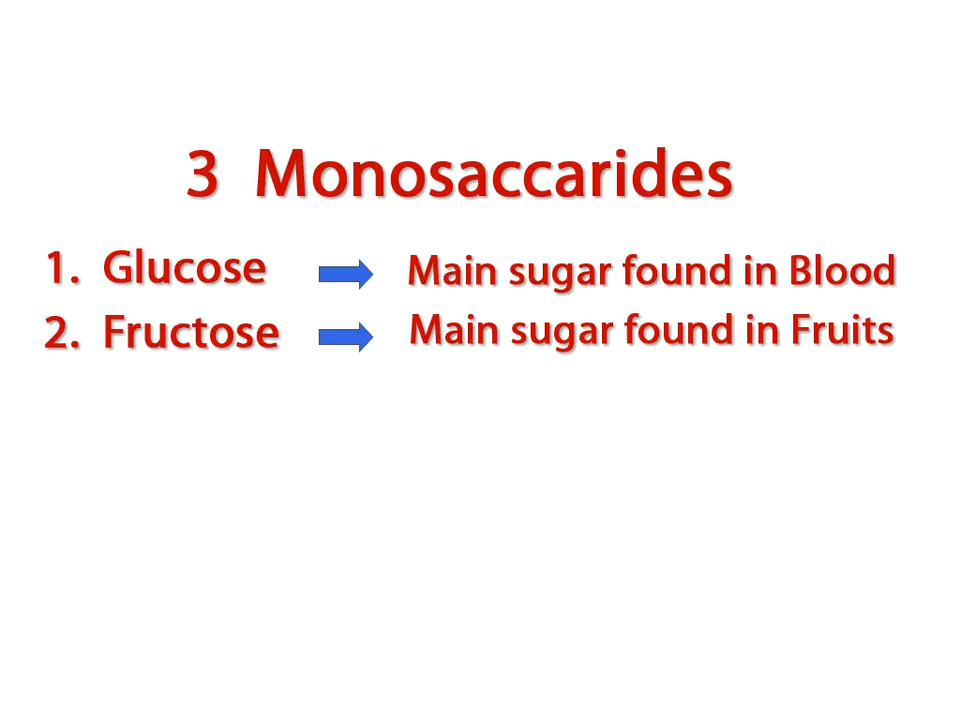 3 Monosaccarides
1. Glucose Main sugar found in Blood
2. Fructose Main sugar found in Fruits